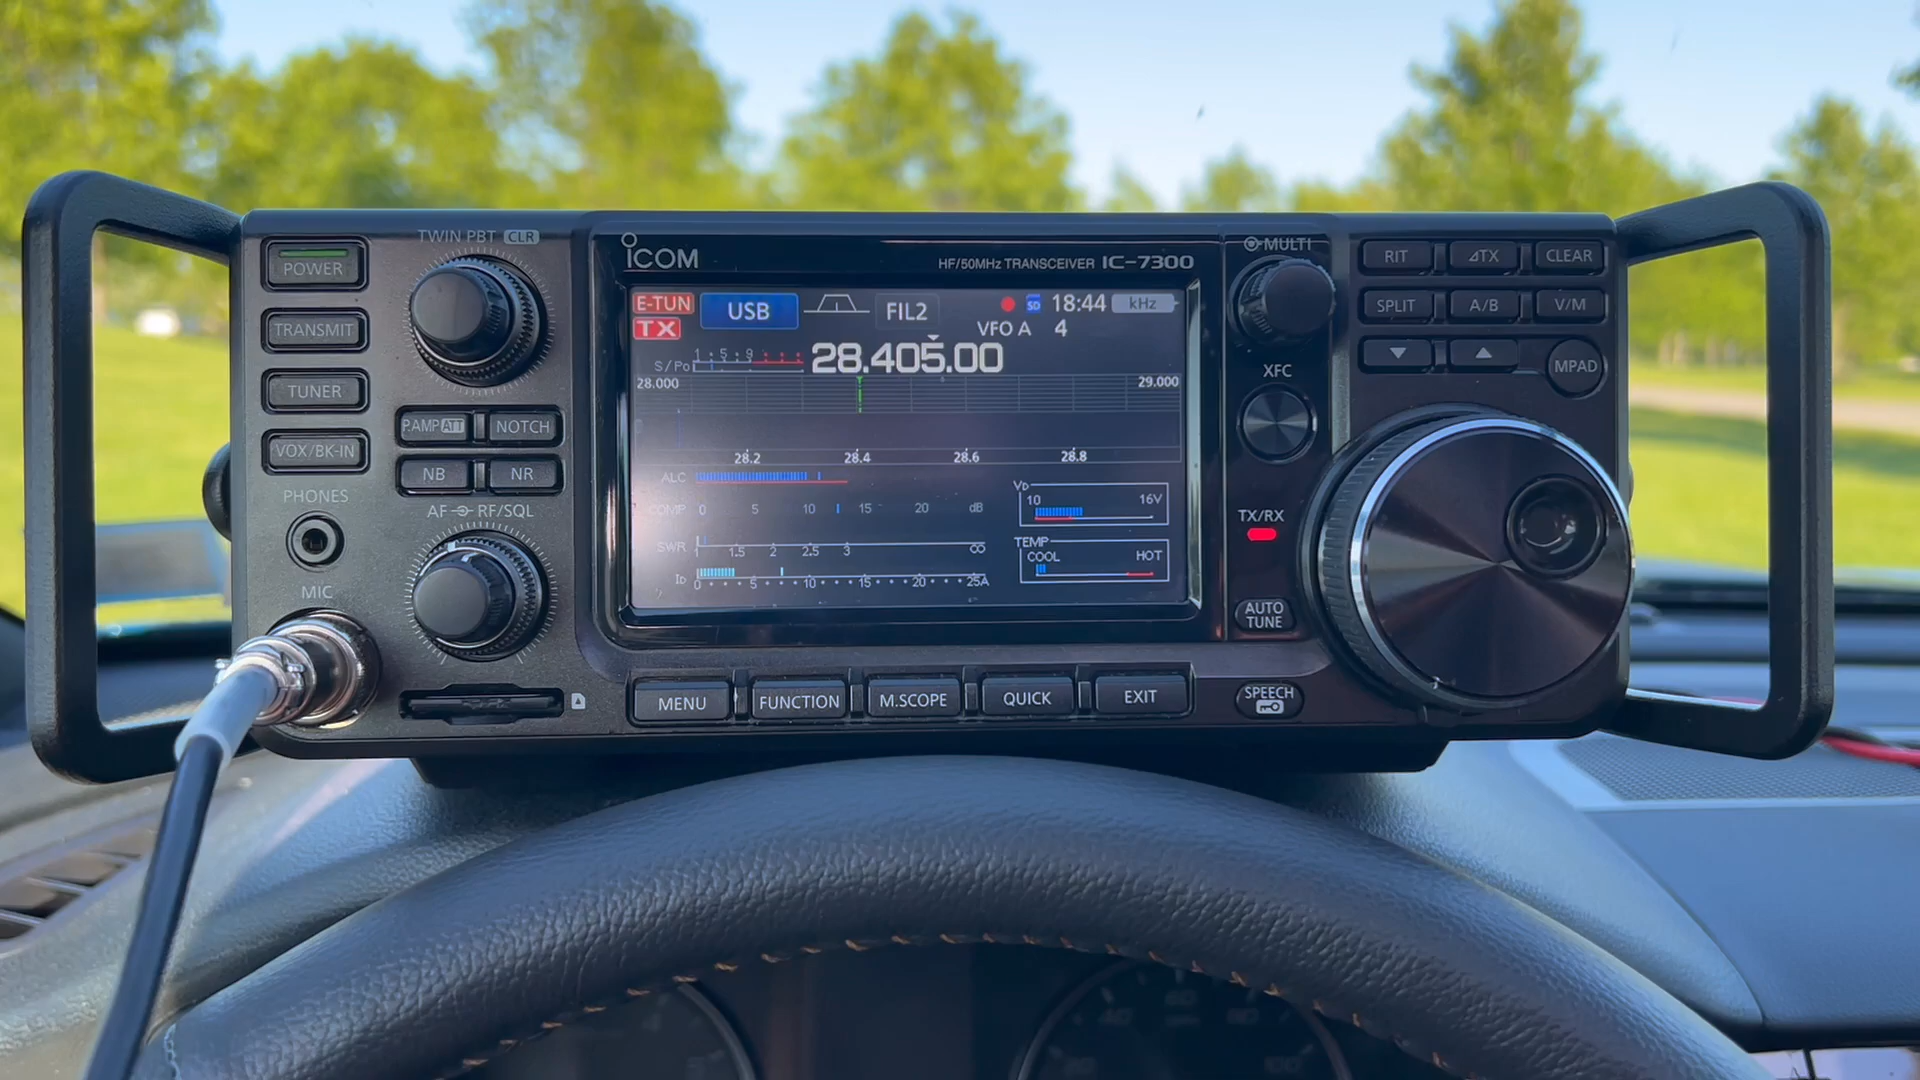 TWIN PBT CLR
POWER
TRANSMIT
TUNER
VOX/BK-IN
PHONES
MIC
P.AMP ATT
NOTCH
NB
NR
AF RF/SQL
ICOM
HF/50MHz TRANSCEIVER IC-7300
E-TUN USB FIL2 SD 18:44 kHz
TX VFO A 4
S/Po 1 5 9 28.405.00
28.000 29.000
28.2 28.4 28.6 28.8
ALC
COMP 0 5 10 15 20 dB
SWR 1 1.5 2 2.5 3 ∞
ID 0 5 10 15 20 25A
VD
10 16V
TEMP
COOL HOT
MENU
FUNCTION
M.SCOPE
QUICK
EXIT
MULTI
XFC
TX/RX
AUTO
TUNE
SPEECH
RIT ⊿TX CLEAR
SPLIT A/B V/M
MPAD